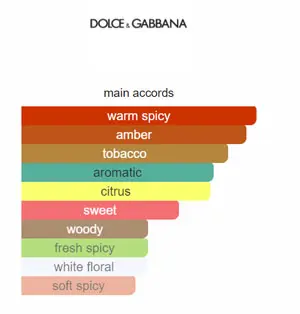 DOLCE & GABBANA
main accords
warm spicy
amber
tobacco
aromatic
citrus
sweet
woody
fresh spicy
white floral
soft spicy